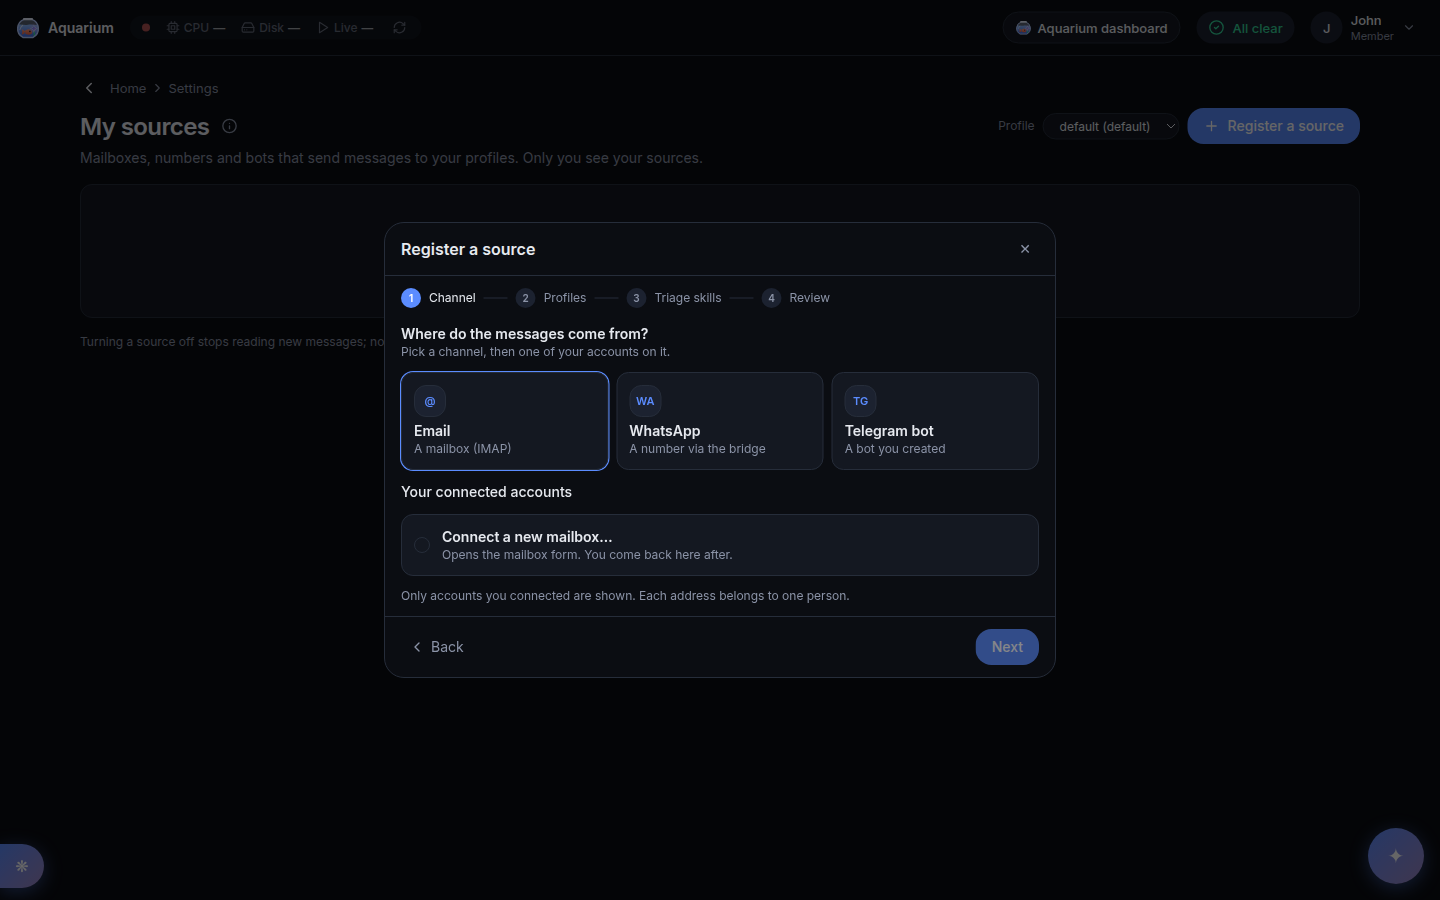 Aquarium
CPU —
Disk —
Live —
Aquarium dashboard
All clear
J
John
Member
Home
Settings
My sources
Profile
default (default)
Register a source
Mailboxes, numbers and bots that send messages to your profiles. Only you see your sources.
Turning a source off stops reading new messages; no
Register a source
1 Channel
2 Profiles
3 Triage skills
4 Review
Where do the messages come from?
Pick a channel, then one of your accounts on it.
@
Email
A mailbox (IMAP)
WA
WhatsApp
A number via the bridge
TG
Telegram bot
A bot you created
Your connected accounts
Connect a new mailbox...
Opens the mailbox form. You come back here after.
Only accounts you connected are shown. Each address belongs to one person.
Back
Next